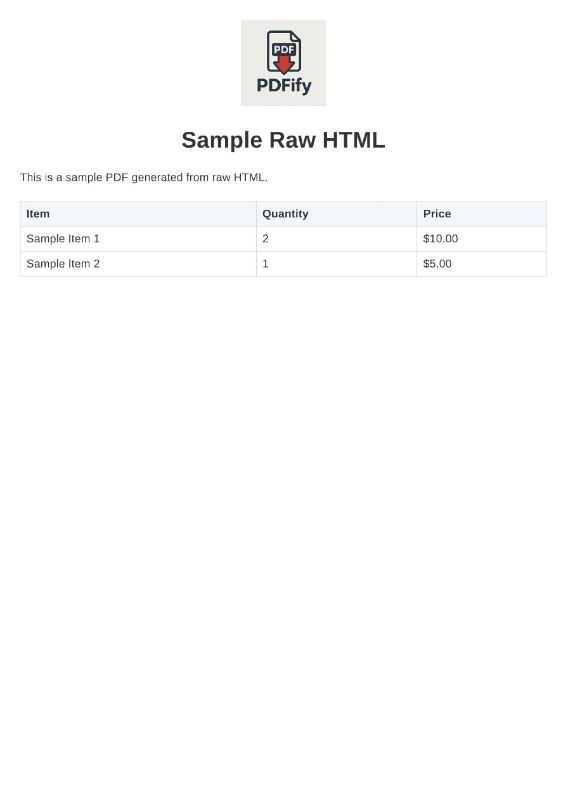 PDF
PDFify
Sample Raw HTML
This is a sample PDF generated from raw HTML.
Item Quantity Price
Sample Item 1 2 $10.00
Sample Item 2 1 $5.00